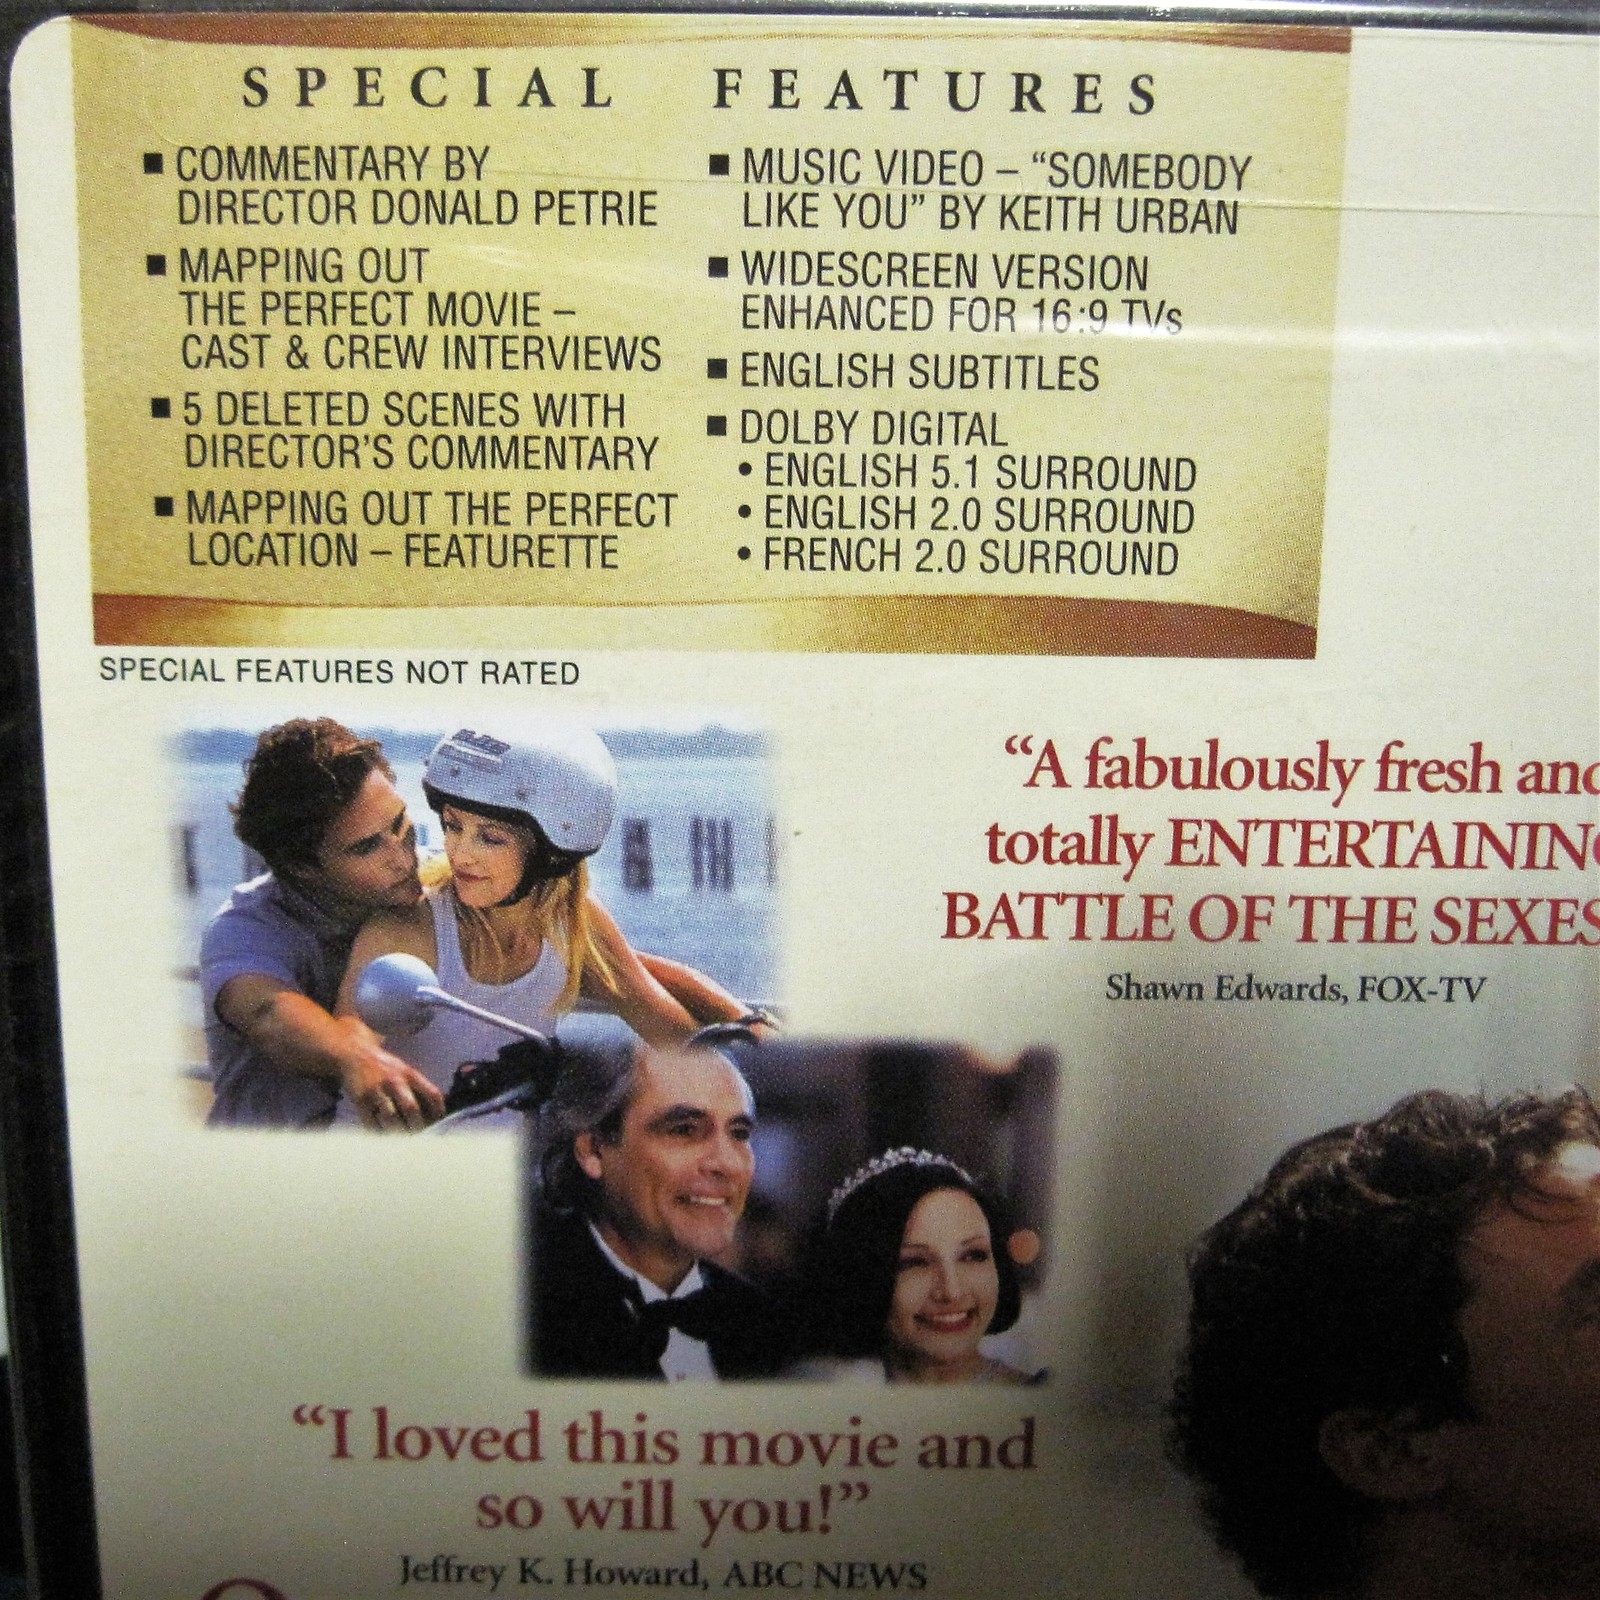 SPECIAL FEATURES
■ COMMENTARY BY
DIRECTOR DONALD PETRIE
■ MAPPING OUT
THE PERFECT MOVIE –
CAST & CREW INTERVIEWS
■ 5 DELETED SCENES WITH
DIRECTOR'S COMMENTARY
■ MAPPING OUT THE PERFECT
LOCATION – FEATURETTE
■ MUSIC VIDEO – “SOMEBODY
LIKE YOU” BY KEITH URBAN
■ WIDESCREEN VERSION
ENHANCED FOR 16:9 TVs
■ ENGLISH SUBTITLES
■ DOLBY DIGITAL
• ENGLISH 5.1 SURROUND
• ENGLISH 2.0 SURROUND
• FRENCH 2.0 SURROUND
SPECIAL FEATURES NOT RATED
“A fabulously fresh and
totally ENTERTAINING
BATTLE OF THE SEXES
Shawn Edwards, FOX-TV
“I loved this movie and
so will you!”
Jeffrey K. Howard, ABC NEWS